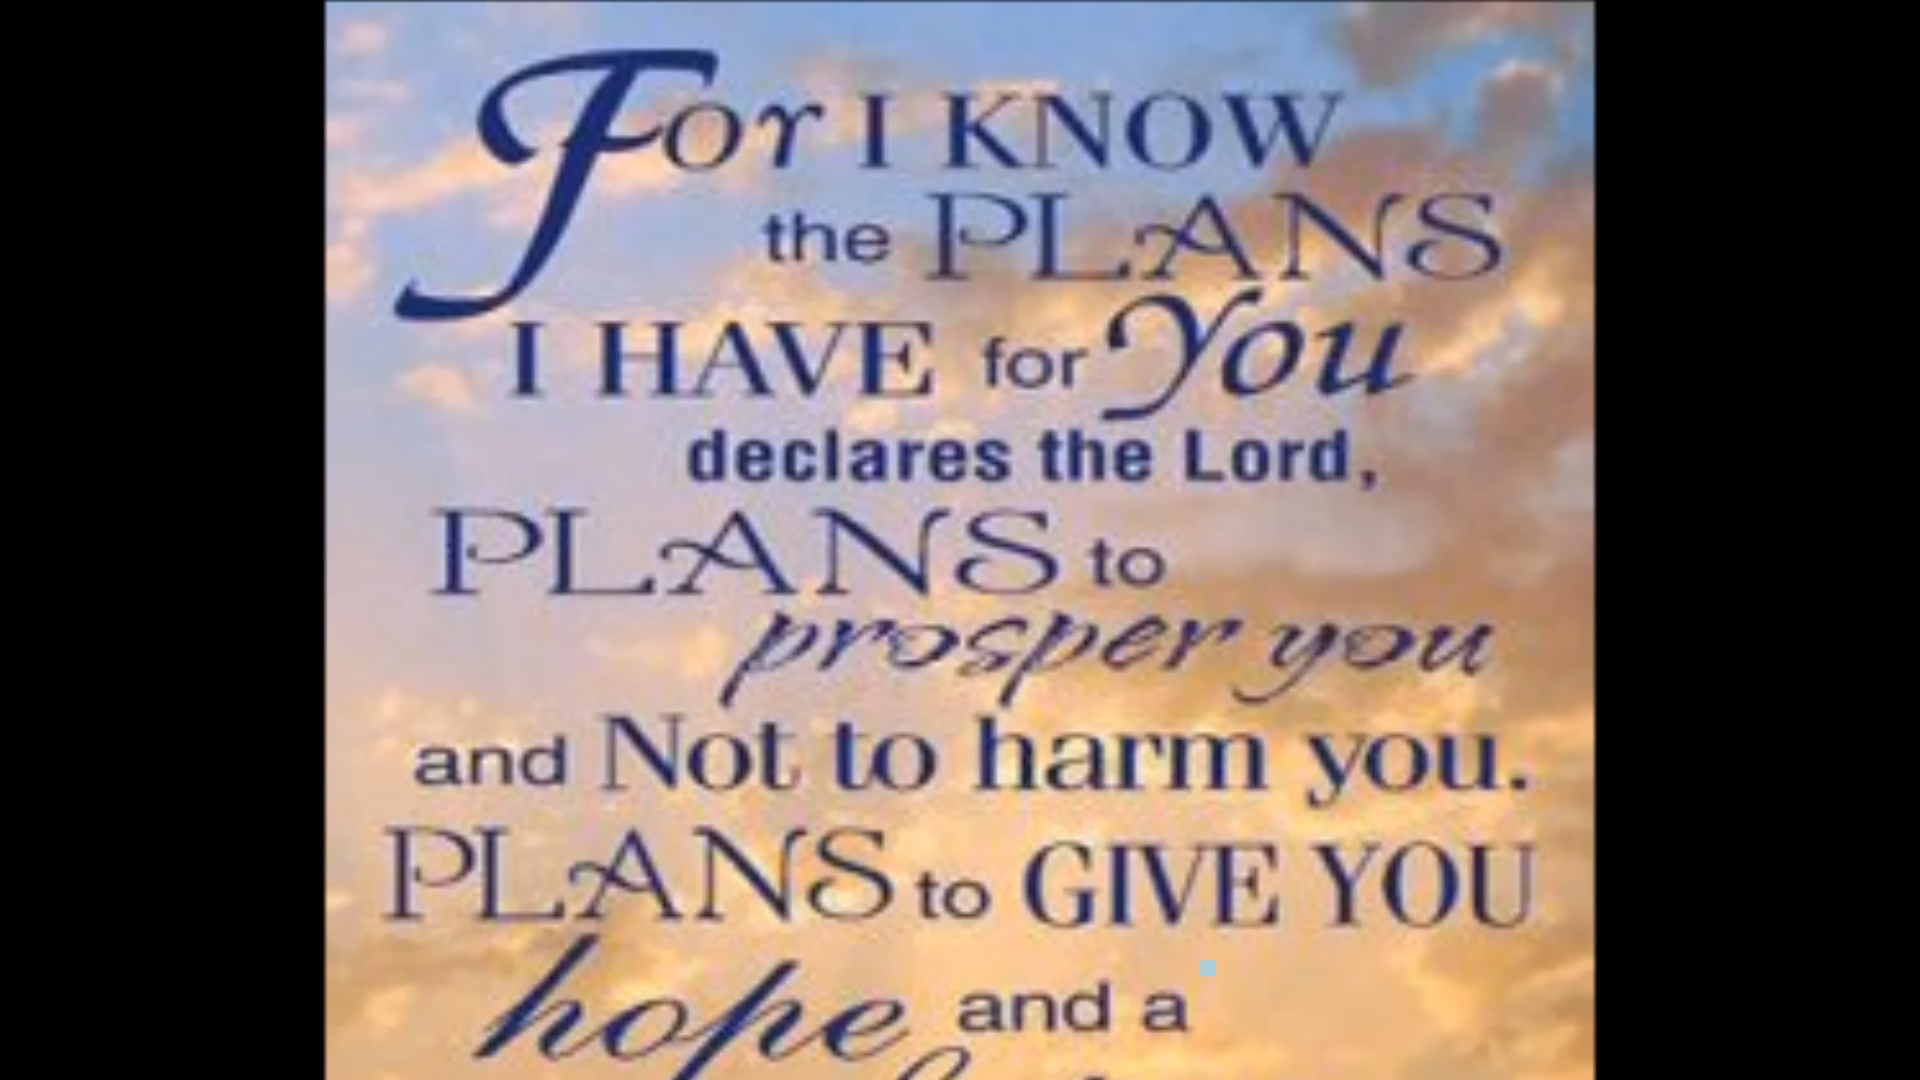 For I KNOW
the PLANS
I HAVE for You
declares the Lord,
PLANS to
prosper you
and Not to harm you.
PLANS to GIVE YOU
hope and a